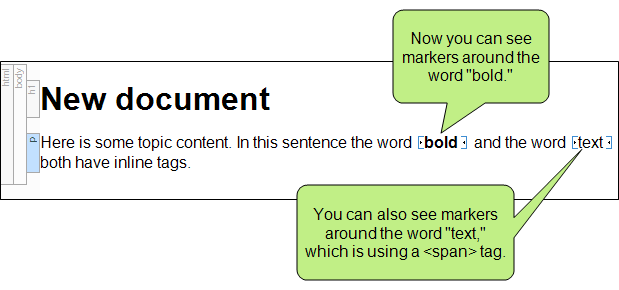 Now you can see
markers around the
word "bold."
html
body
h1
New document
p
Here is some topic content. In this sentence the word bold and the word text
both have inline tags.
You can also see markers
around the word "text,"
which is using a <span> tag.